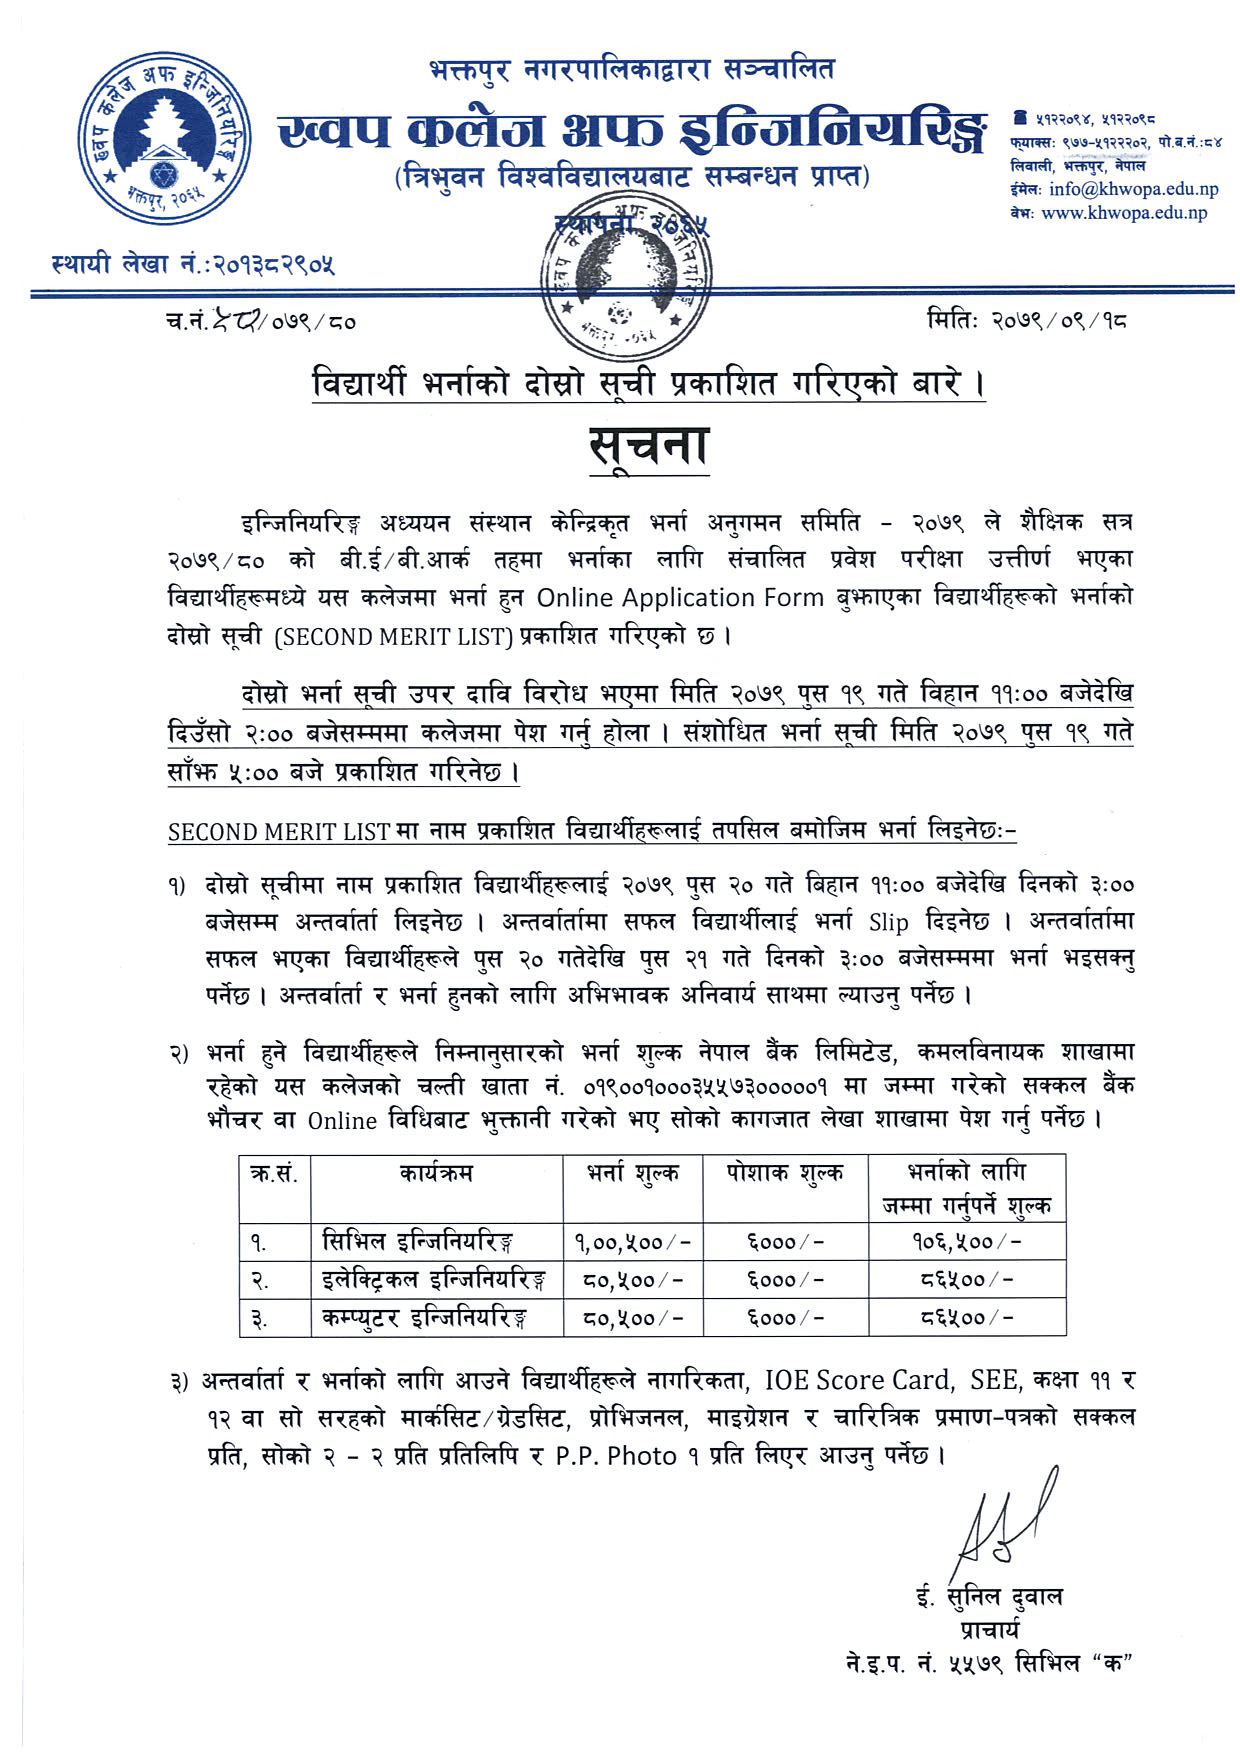 भक्तपुर नगरपालिकाद्वारा सञ्चालित
ख्वप कलेज अफ इन्जिनियरिङ्ग
(त्रिभुवन विश्वविद्यालयबाट सम्बन्धन प्राप्त)
स्थापना २०६५
ख्वप कलेज अफ इन्जिनियरिङ्ग
भक्तपुर, २०६५
☎ ५१२२०९४, ५१२२०९८
फ्याक्सः ९७७-५१२२२०२, पो.ब.नं.:८४
लिवाली, भक्तपुर, नेपाल
ईमेलः info@khwopa.edu.np
वेभः www.khwopa.edu.np
स्थायी लेखा नं.:२०१३८२९०५
च.नं. /०७९/८०
मितिः २०७९/०९/१८
विद्यार्थी भर्नाको दोस्रो सूची प्रकाशित गरिएको बारे ।
सूचना
इन्जिनियरिङ्ग अध्ययन संस्थान केन्द्रिकृत भर्ना अनुगमन समिति – २०७९ ले शैक्षिक सत्र
२०७९/८० को बी.ई/बी.आर्क तहमा भर्नाका लागि संचालित प्रवेश परीक्षा उत्तीर्ण भएका
विद्यार्थीहरूमध्ये यस कलेजमा भर्ना हुन Online Application Form बुझाएका विद्यार्थीहरूको भर्नाको
दोस्रो सूची (SECOND MERIT LIST) प्रकाशित गरिएको छ ।
दोस्रो भर्ना सूची उपर दावि विरोध भएमा मिति २०७९ पुस १९ गते विहान ११:०० बजेदेखि
दिउँसो २:०० बजेसम्ममा कलेजमा पेश गर्नु होला । संशोधित भर्ना सूची मिति २०७९ पुस १९ गते
साँझ ५:०० बजे प्रकाशित गरिनेछ ।
SECOND MERIT LIST मा नाम प्रकाशित विद्यार्थीहरूलाई तपसिल बमोजिम भर्ना लिइनेछः–
१) दोस्रो सूचीमा नाम प्रकाशित विद्यार्थीहरूलाई २०७९ पुस २० गते बिहान ११:०० बजेदेखि दिनको ३:००
बजेसम्म अन्तर्वार्ता लिइनेछ । अन्तर्वार्तामा सफल विद्यार्थीलाई भर्ना Slip दिइनेछ । अन्तर्वार्तामा
सफल भएका विद्यार्थीहरूले पुस २० गतेदेखि पुस २१ गते दिनको ३:०० बजेसम्ममा भर्ना भइसक्नु
पर्नेछ । अन्तर्वार्ता र भर्ना हुनको लागि अभिभावक अनिवार्य साथमा ल्याउनु पर्नेछ ।
२) भर्ना हुने विद्यार्थीहरूले निम्नानुसारको भर्ना शुल्क नेपाल बैंक लिमिटेड, कमलविनायक शाखामा
रहेको यस कलेजको चल्ती खाता नं. ०१९००१०००३५५७३०००००१ मा जम्मा गरेको सक्कल बैंक
भौचर वा Online विधिबाट भुक्तानी गरेको भए सोको कागजात लेखा शाखामा पेश गर्नु पर्नेछ ।
क्र.सं. कार्यक्रम भर्ना शुल्क पोशाक शुल्क भर्नाको लागि
जम्मा गर्नुपर्ने शुल्क
१. सिभिल इन्जिनियरिङ्ग १,००,५००/– ६०००/– १०६,५००/–
२. इलेक्ट्रिकल इन्जिनियरिङ्ग ८०,५००/– ६०००/– ८६५००/–
३. कम्प्युटर इन्जिनियरिङ्ग ८०,५००/– ६०००/– ८६५००/–
३) अन्तर्वार्ता र भर्नाको लागि आउने विद्यार्थीहरूले नागरिकता, IOE Score Card, SEE, कक्षा ११ र
१२ वा सो सरहको मार्कसिट/ग्रेडसिट, प्रोभिजनल, माइग्रेशन र चारित्रिक प्रमाण–पत्रको सक्कल
प्रति, सोको २ – २ प्रति प्रतिलिपि र P.P. Photo १ प्रति लिएर आउनु पर्नेछ ।
ई. सुनिल दुवाल
प्राचार्य
ने.इ.प. नं. ५५७९ सिभिल “क”